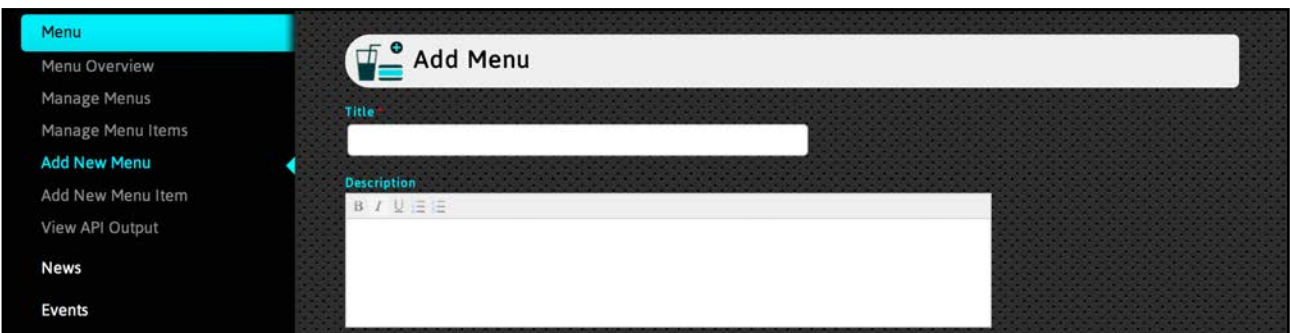 Menu
Menu Overview
Manage Menus
Manage Menu Items
Add New Menu
Add New Menu Item
View API Output
News
Events
Add Menu
Title *
Description
B I U